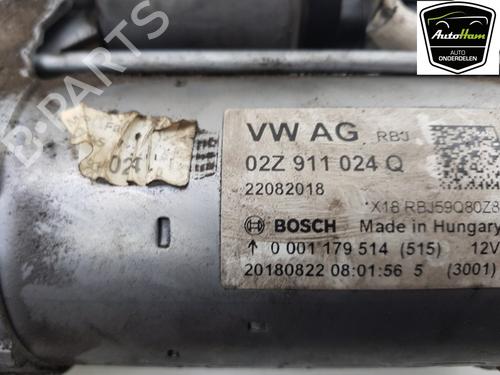 AutoHam
AUTO
ONDERDELEN
B-PARTS
021
VW AG RBJ
02Z 911 024 Q
22082018
X18 RBJ59Q80Z8
BOSCH Made in Hungary
0 001 179 514 (515) 12V
20180822 08:01:56 5 (3001)